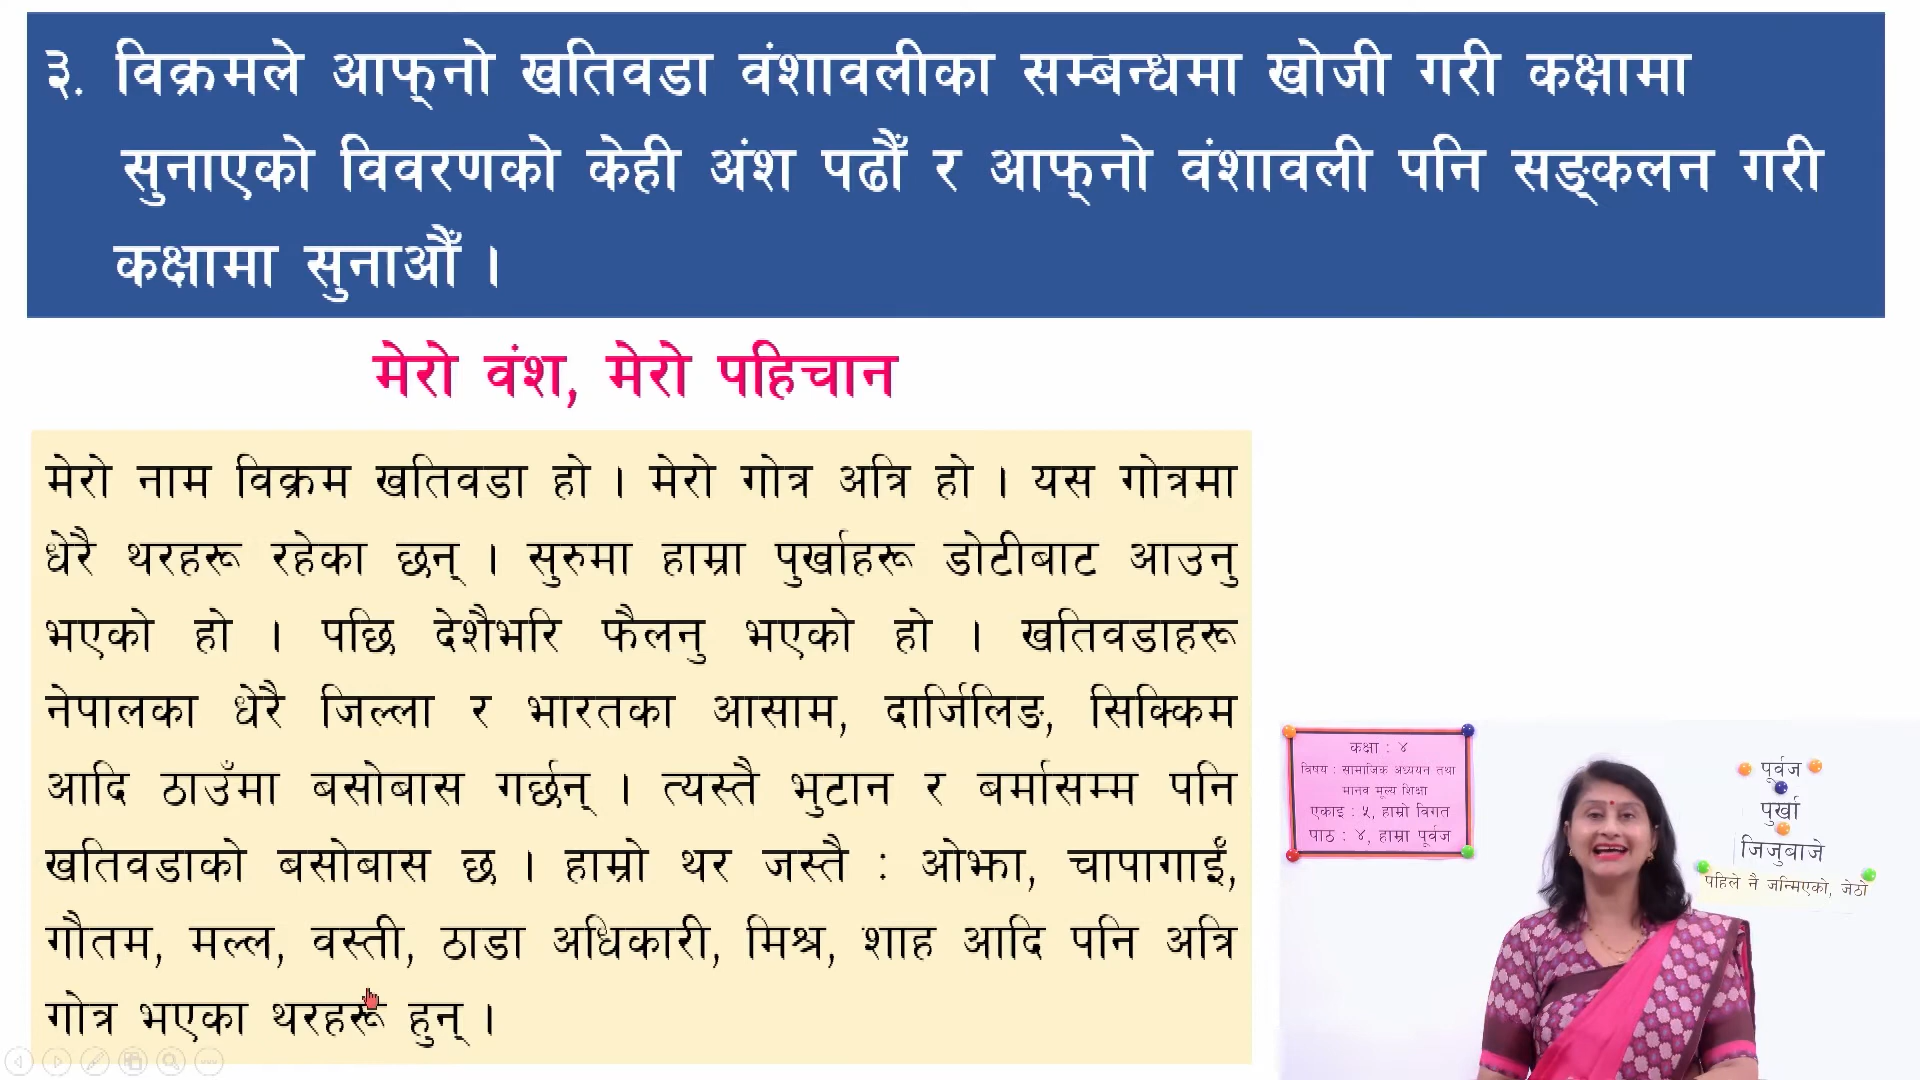 ३. विक्रमले आफ्नो खतिवडा वंशावलीका सम्बन्धमा खोजी गरी कक्षामा
सुनाएको विवरणको केही अंश पढौँ र आफ्नो वंशावली पनि सङ्कलन गरी
कक्षामा सुनाऔँ ।
मेरो वंश, मेरो पहिचान
मेरो नाम विक्रम खतिवडा हो । मेरो गोत्र अत्रि हो । यस गोत्रमा
धेरै थरहरू रहेका छन् । सुरुमा हाम्रा पुर्खाहरू डोटीबाट आउनु
भएको हो । पछि देशैभरि फैलनु भएको हो । खतिवडाहरू
नेपालका धेरै जिल्ला र भारतका आसाम, दार्जिलिङ, सिक्किम
आदि ठाउँमा बसोबास गर्छन् । त्यस्तै भुटान र बर्मासम्म पनि
खतिवडाको बसोबास छ । हाम्रो थर जस्तै : ओझा, चापागाईं,
गौतम, मल्ल, वस्ती, ठाडा अधिकारी, मिश्र, शाह आदि पनि अत्रि
गोत्र भएका थरहरू हुन् ।
कक्षा : ४
विषय : सामाजिक अध्ययन तथा
मानव मूल्य शिक्षा
एकाइ : ५, हाम्रो विगत
पाठ : ४, हाम्रा पूर्वज
पूर्वज
पुर्खा
जिजुबाजे
पहिले नै जन्मिएको, जेठो